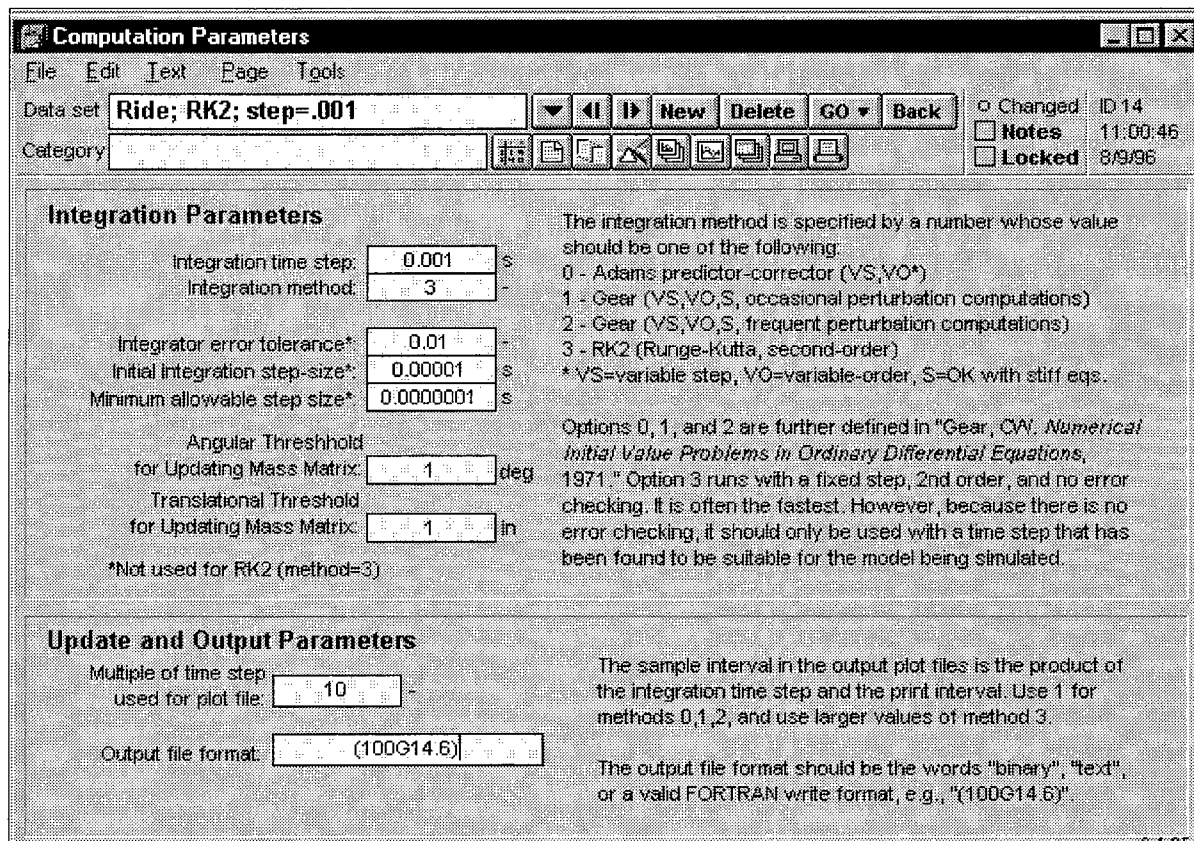 Computation Parameters
File Edit Text Page Tools
Data set Ride; RK2; step=.001 New Delete GO Back Changed ID 14
Notes 11:00:46
Category Locked 8/9/96
Integration Parameters
Integration time step: 0.001 s
Integration method: 3 -
Integrator error tolerance*: 0.01 -
Initial integration step-size*: 0.00001 s
Minimum allowable step size*: 0.0000001 s
Angular Threshhold
for Updating Mass Matrix: 1 deg
Translational Threshold
for Updating Mass Matrix: 1 in
*Not used for RK2 (method=3)
The integration method is specified by a number whose value
should be one of the following:
0 - Adams predictor-corrector (VS,VO*)
1 - Gear (VS,VO,S, occasional perturbation computations)
2 - Gear (VS,VO,S, frequent perturbation computations)
3 - RK2 (Runge-Kutta, second-order)
* VS=variable step, VO=variable-order, S=OK with stiff eqs.
Options 0, 1, and 2 are further defined in "Gear, CW. Numerical
Initial Value Problems in Ordinary Differential Equations,
1971." Option 3 runs with a fixed step, 2nd order, and no error
checking. It is often the fastest. However, because there is no
error checking, it should only be used with a time step that has
been found to be suitable for the model being simulated.
Update and Output Parameters
Multiple of time step
used for plot file: 10 -
Output file format: (100G14.6)
The sample interval in the output plot files is the product of
the integration time step and the print interval. Use 1 for
methods 0,1,2, and use larger values of method 3.
The output file format should be the words "binary", "text",
or a valid FORTRAN write format, e.g., "(100G14.6)".